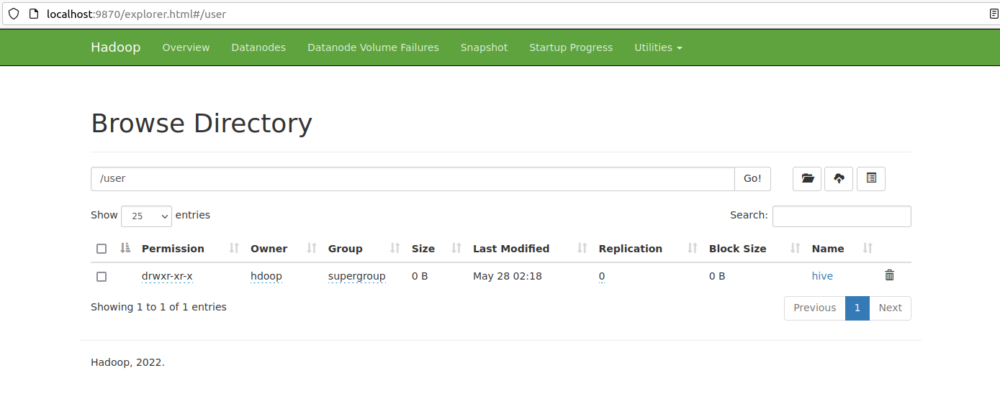 localhost:9870/explorer.html#/user
Hadoop Overview Datanodes Datanode Volume Failures Snapshot Startup Progress Utilities
Browse Directory
/user Go!
Show 25 entries Search:
Permission Owner Group Size Last Modified Replication Block Size Name
drwxr-xr-x hdoop supergroup 0 B May 28 02:18 0 0 B hive
Showing 1 to 1 of 1 entries Previous 1 Next
Hadoop, 2022.